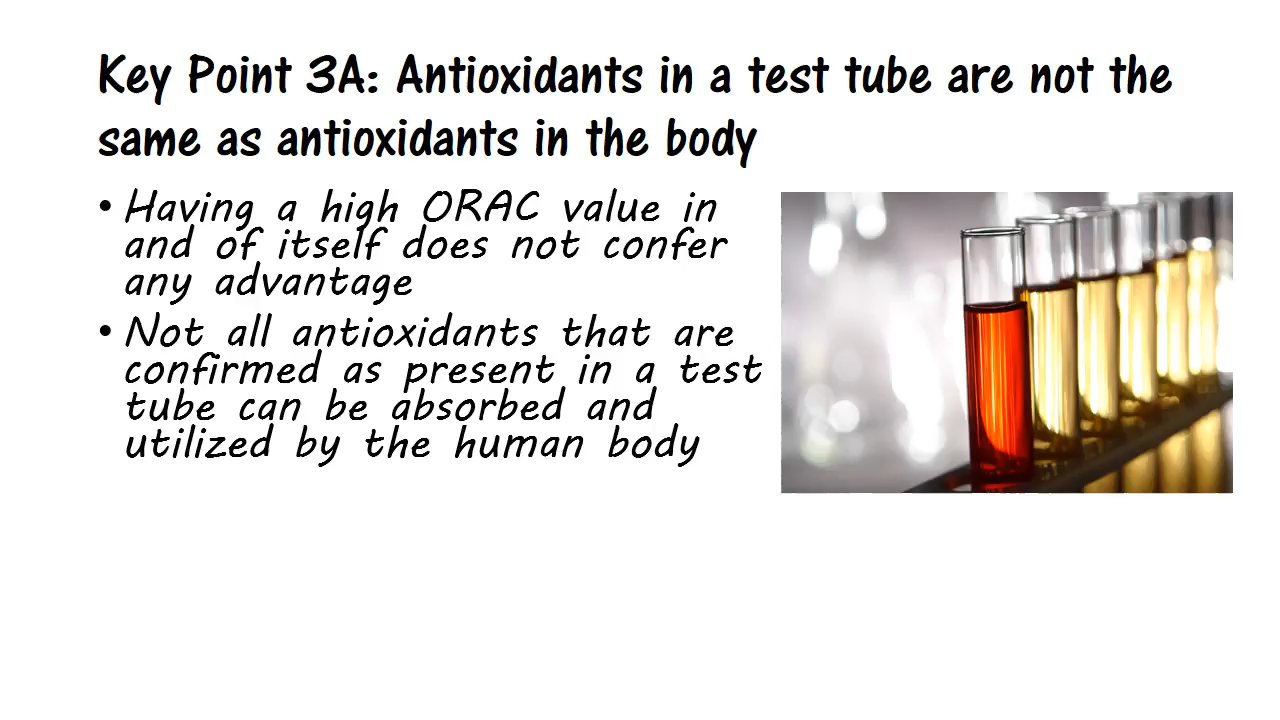 Key Point 3A: Antioxidants in a test tube are not the
same as antioxidants in the body
• Having a high ORAC value in
and of itself does not confer
any advantage
• Not all antioxidants that are
confirmed as present in a test
tube can be absorbed and
utilized by the human body